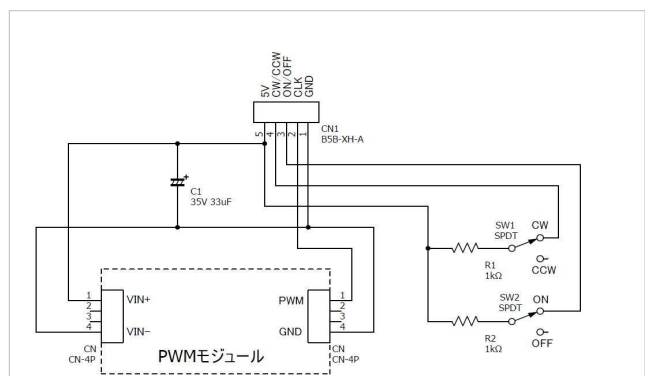 5V
CW/CCW
ON/OFF
CLK
GND
5
4
3
2
1
CN1
B5B-XH-A
+
C1
35V 33uF
SW1
SPDT
CW
CCW
R1
1kΩ
SW2
SPDT
ON
OFF
R2
1kΩ
1
2
3
4
VIN+
VIN-
CN
CN-4P
PWM
GND
1
2
3
4
CN
CN-4P
PWMモジュール